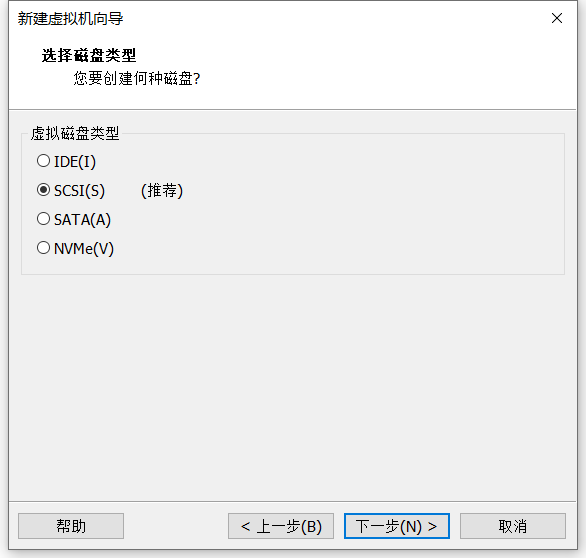 新建虚拟机向导
选择磁盘类型
您要创建何种磁盘?
虚拟磁盘类型
IDE(I)
SCSI(S) (推荐)
SATA(A)
NVMe(V)
帮助 < 上一步(B) 下一步(N) > 取消